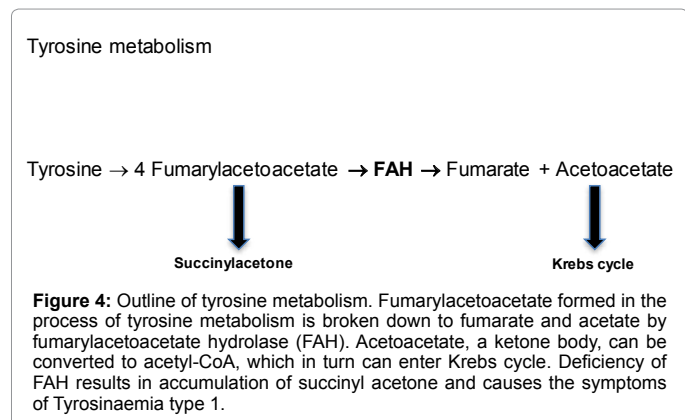 Tyrosine metabolism
Tyrosine → 4 Fumarylacetoacetate → FAH → Fumarate + Acetoacetate
Succinylacetone Krebs cycle
Figure 4: Outline of tyrosine metabolism. Fumarylacetoacetate formed in the
process of tyrosine metabolism is broken down to fumarate and acetate by
fumarylacetoacetate hydrolase (FAH). Acetoacetate, a ketone body, can be
converted to acetyl-CoA, which in turn can enter Krebs cycle. Deficiency of
FAH results in accumulation of succinyl acetone and causes the symptoms
of Tyrosinaemia type 1.